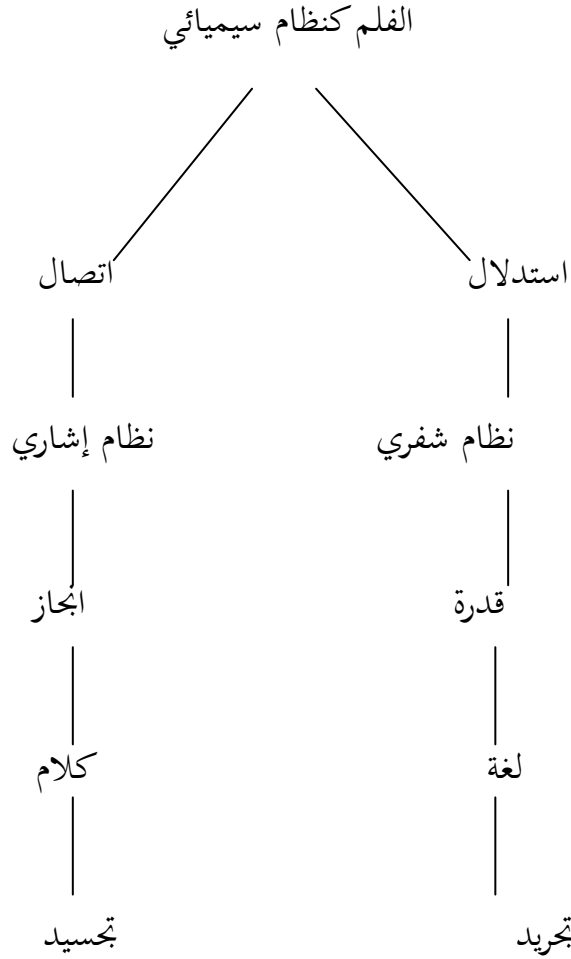 الفلم كنظام سيميائي
استدلال اتصال
نظام شفري نظام إشاري
قدرة انجاز
لغة كلام
تجريد تجسيد